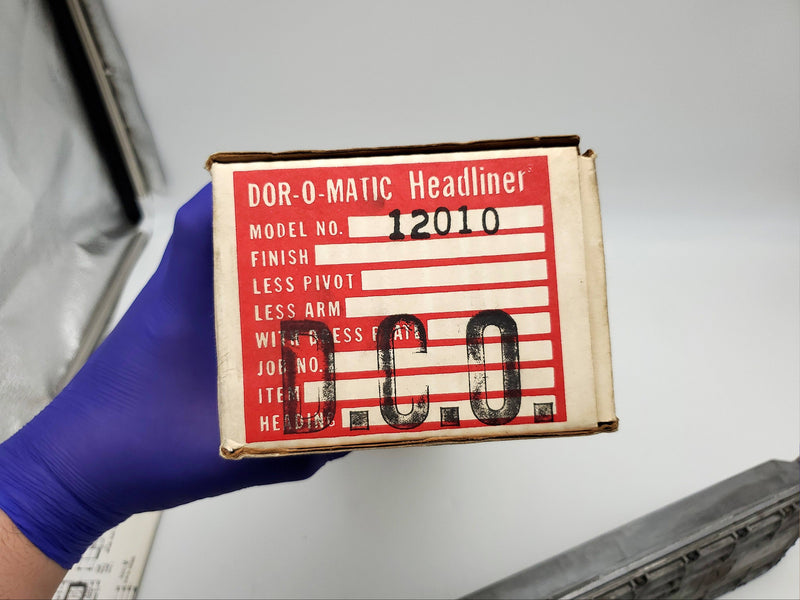 DOR-O-MATIC Headliner
MODEL NO. 12010
FINISH
LESS PIVOT
LESS ARM
WITH DRESS PLATE
JOB NO.
ITEM
HEADING
D.C.O.